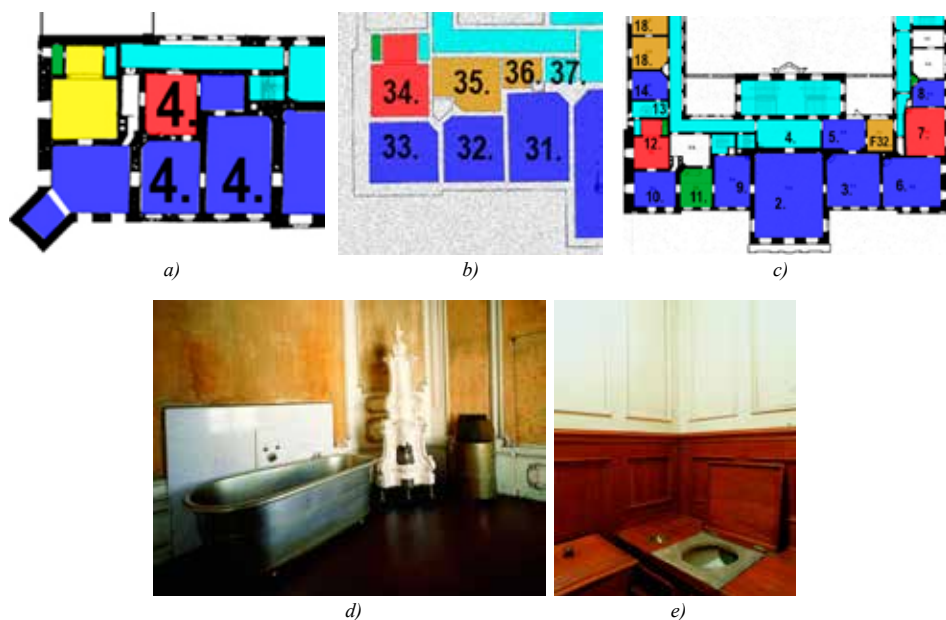 4.
4. 4.
a)
34. 35. 36. 37.
33. 32. 31.
b)
18.
18.
14. 8.
13.
12. 4. 5. F32. 7.
10. 11. 9. 2. 3. 6.
c)
d) e)